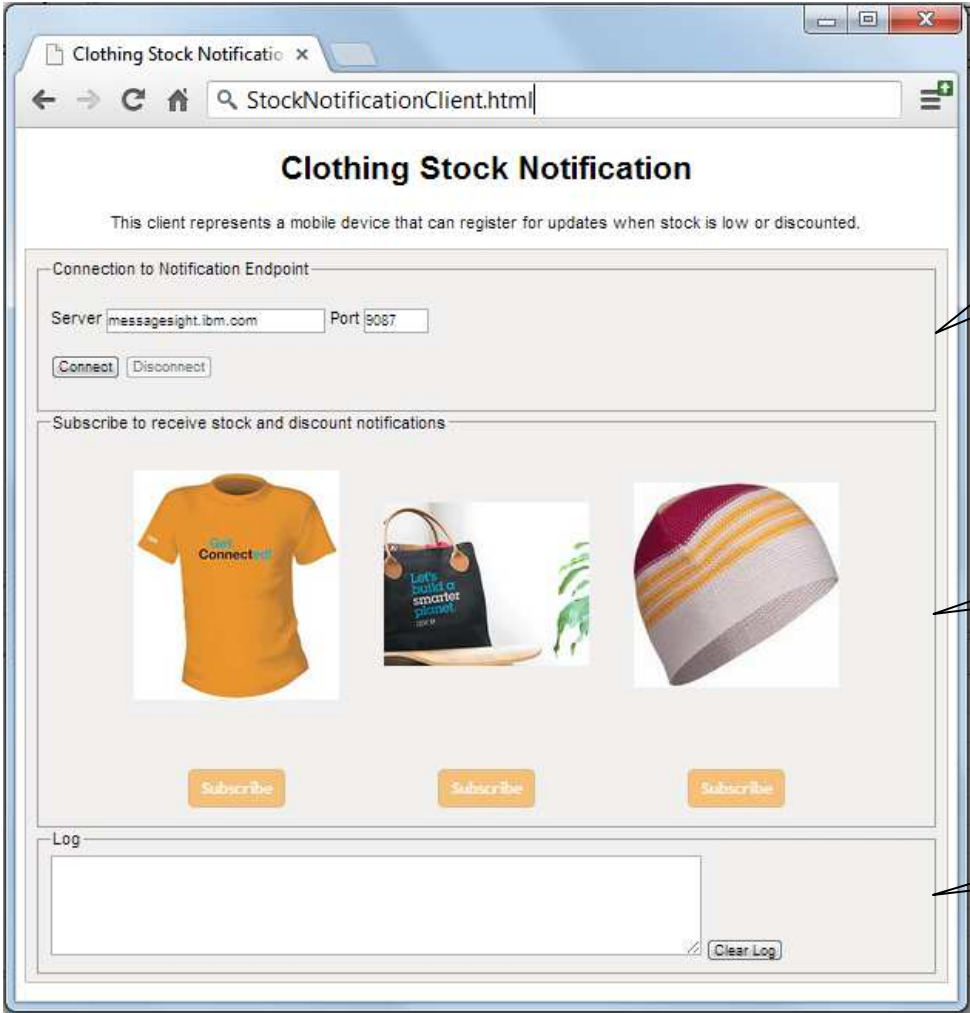 Clothing Stock Notificatio
StockNotificationClient.html
Clothing Stock Notification
This client represents a mobile device that can register for updates when stock is low or discounted.
Connection to Notification Endpoint
Server messagesight.ibm.com Port 9087
Connect Disconnect
Subscribe to receive stock and discount notifications
Get
Connected!
Let's
build a
smarter
planet.
Subscribe Subscribe Subscribe
Log
Clear Log